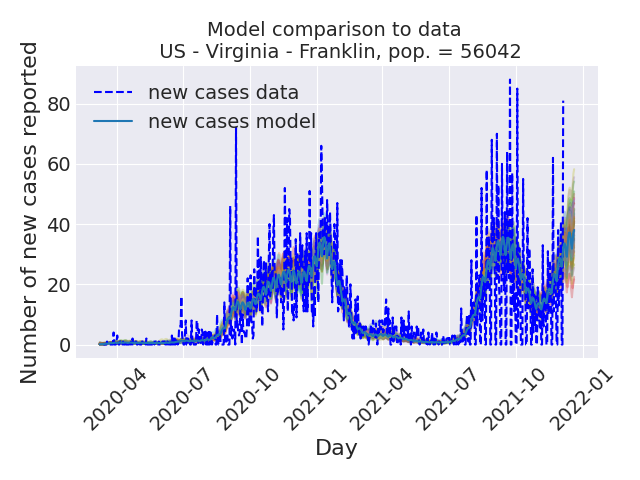 Model comparison to data
US - Virginia - Franklin, pop. = 56042
Number of new cases reported
80
60
40
20
0
new cases data
new cases model
2020-04
2020-07
2020-10
2021-01
2021-04
2021-07
2021-10
2022-01
Day